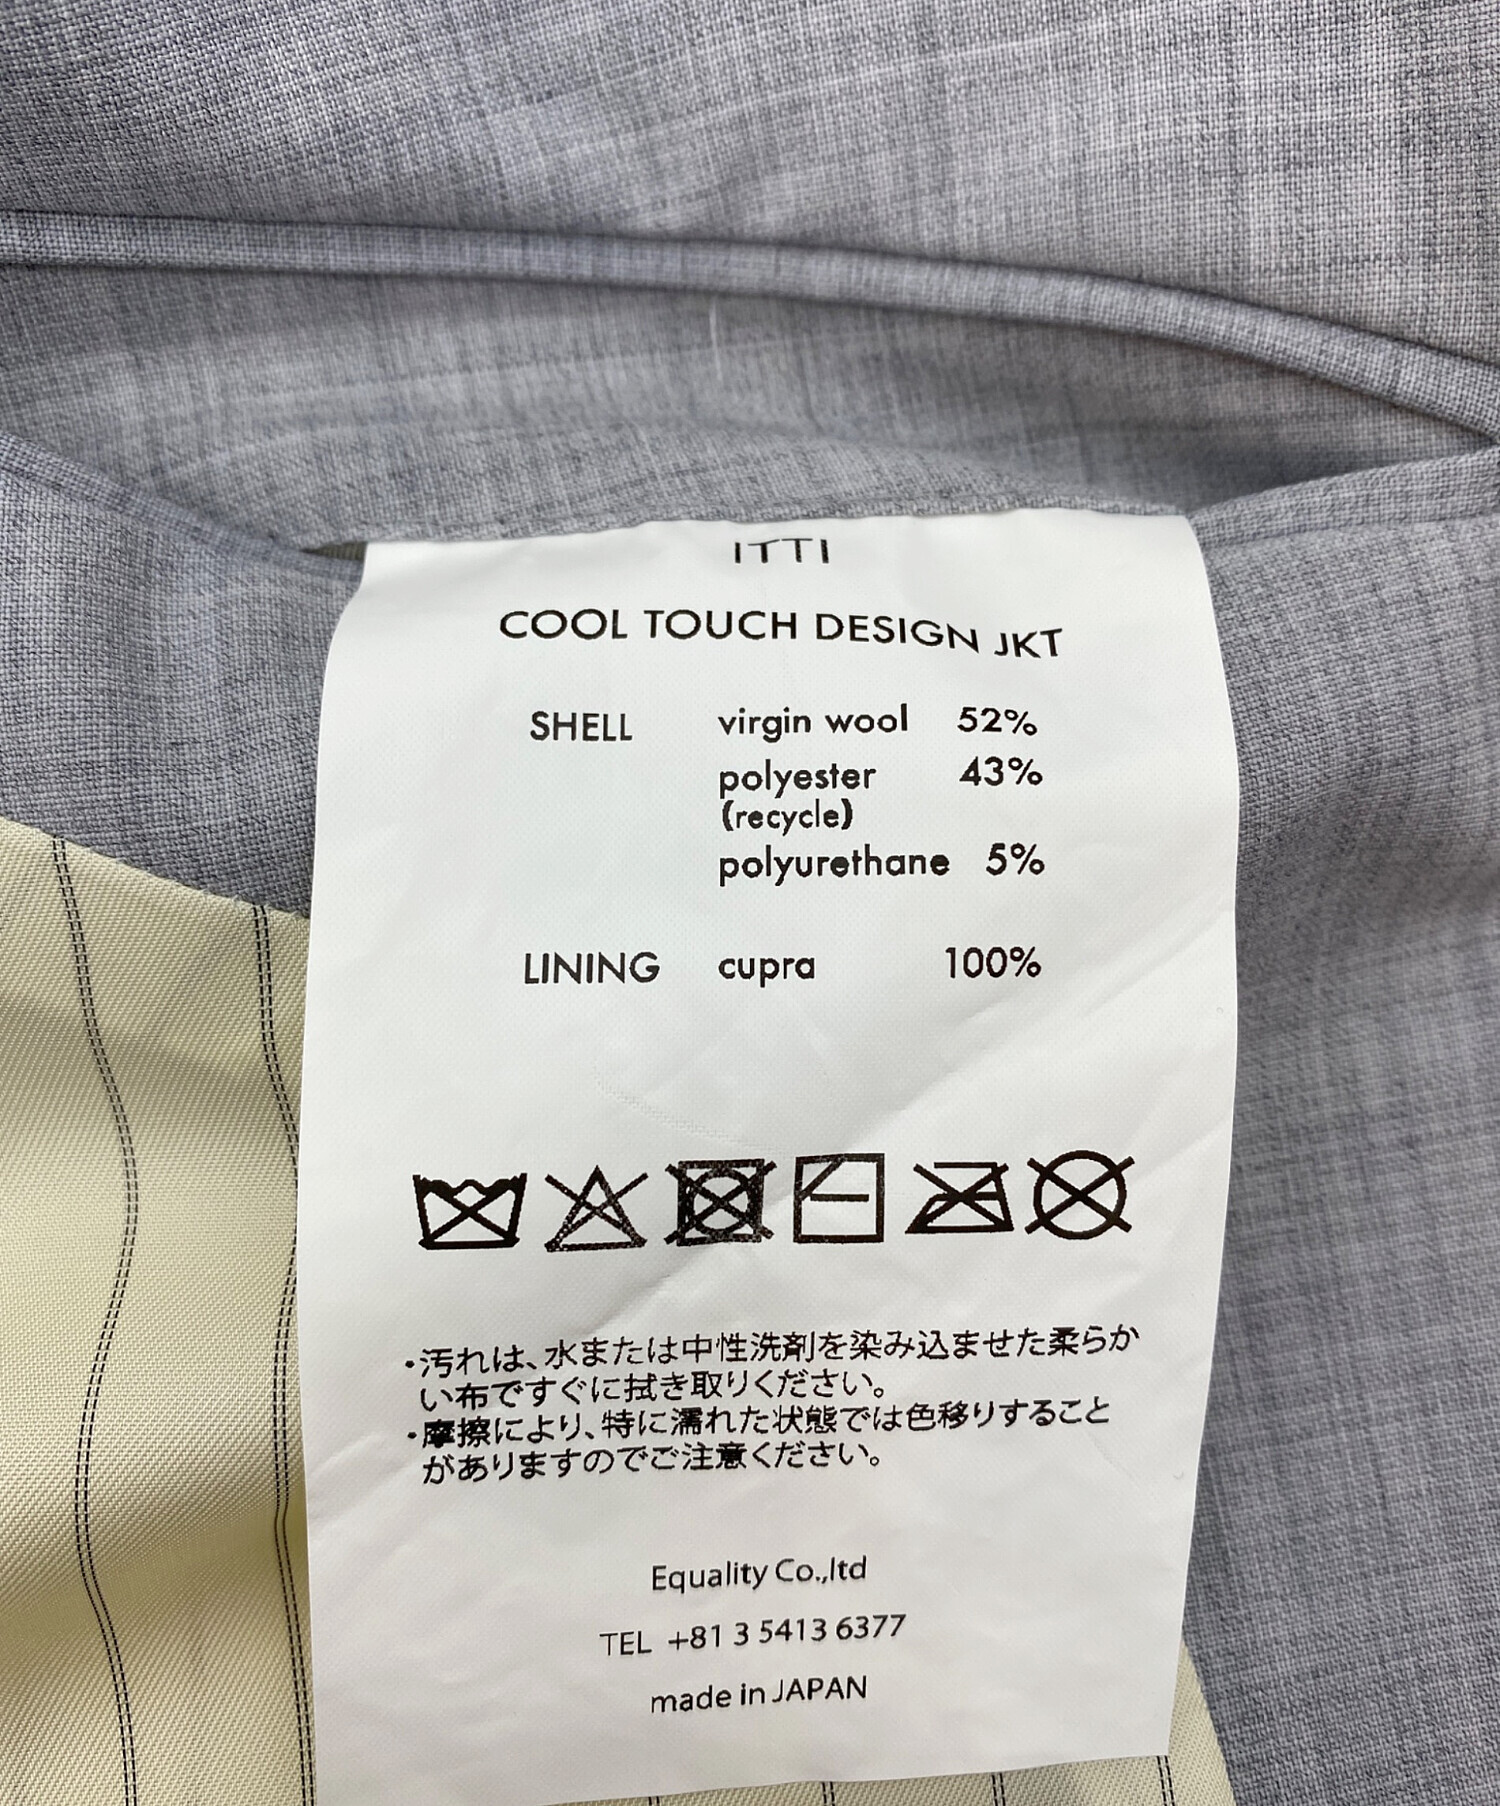 ITTI
COOL TOUCH DESIGN JKT
SHELL virgin wool 52%
polyester 43%
(recycle)
polyurethane 5%
LINING cupra 100%
・汚れは、水または中性洗剤を染み込ませた柔らか
い布ですぐに拭き取りください。
・摩擦により、特に濡れた状態では色移りすること
がありますのでご注意ください。
Equality Co.,ltd
TEL +81 3 5413 6377
made in JAPAN